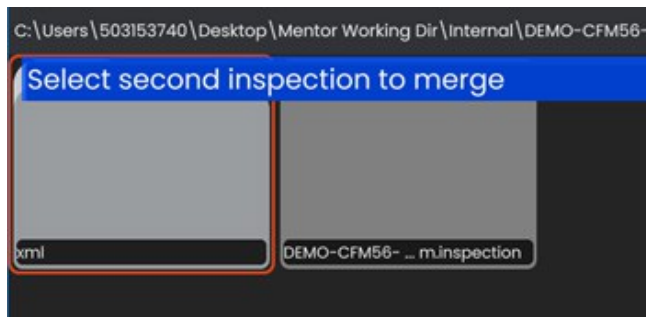 C:\Users\503153740\Desktop\Mentor Working Dir\Internal\DEMO-CFM56-
Select second inspection to merge
xml
DEMO-CFM56- ... m.inspection